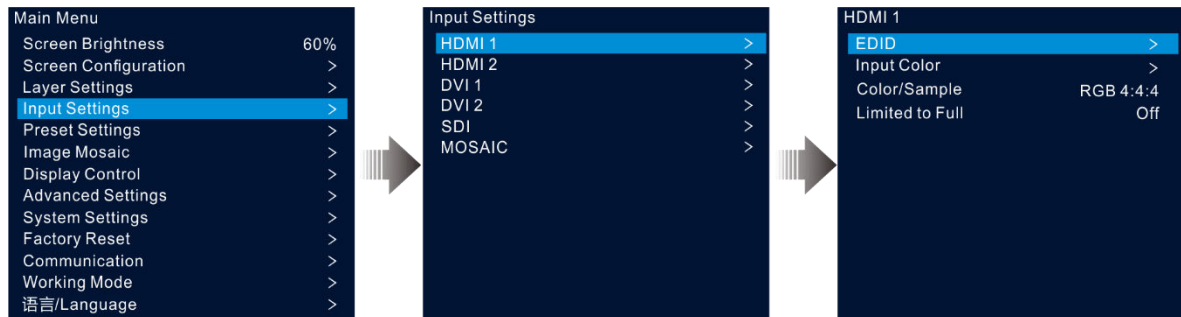 Main Menu
Screen Brightness 60%
Screen Configuration >
Layer Settings >
Input Settings >
Preset Settings >
Image Mosaic >
Display Control >
Advanced Settings >
System Settings >
Factory Reset >
Communication >
Working Mode >
语言/Language >
Input Settings
HDMI 1 >
HDMI 2 >
DVI 1 >
DVI 2 >
SDI >
MOSAIC >
HDMI 1
EDID >
Input Color >
Color/Sample RGB 4:4:4
Limited to Full Off